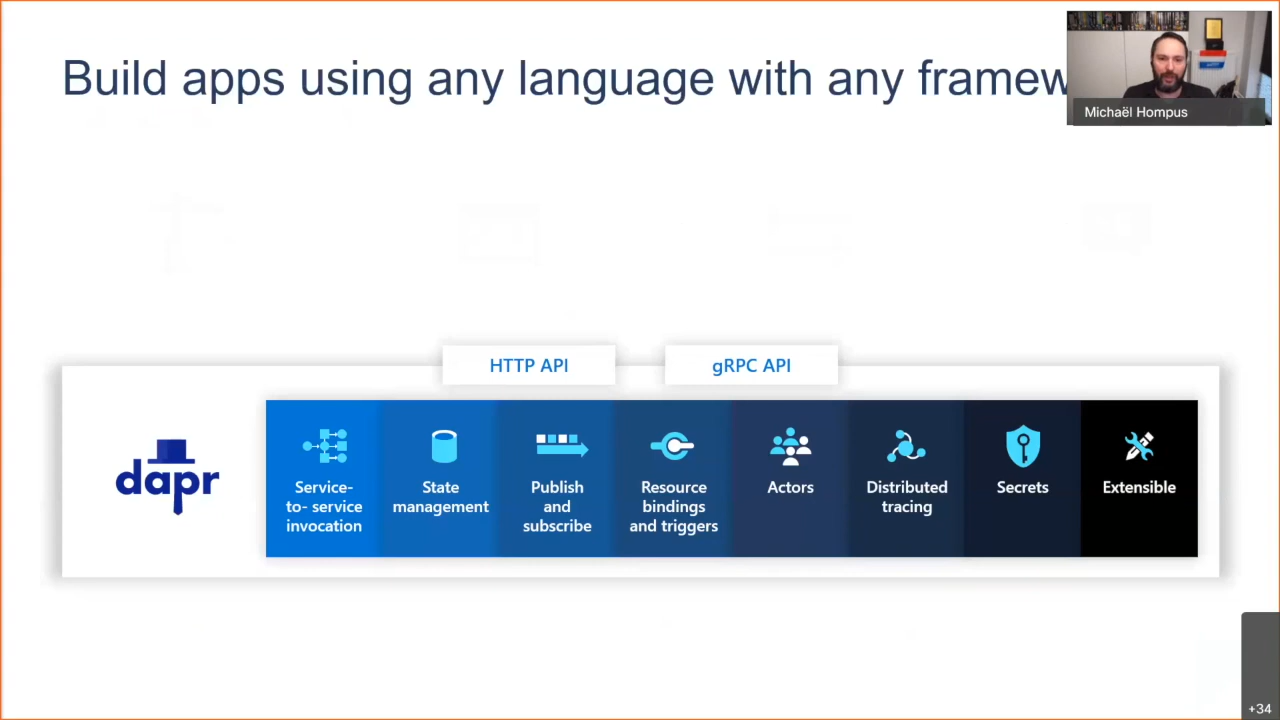 Build apps using any language with any framew
Michaël Hompus
HTTP API
gRPC API
dapr
Service-
to- service
invocation
State
management
Publish
and
subscribe
Resource
bindings
and triggers
Actors
Distributed
tracing
Secrets
Extensible
+34